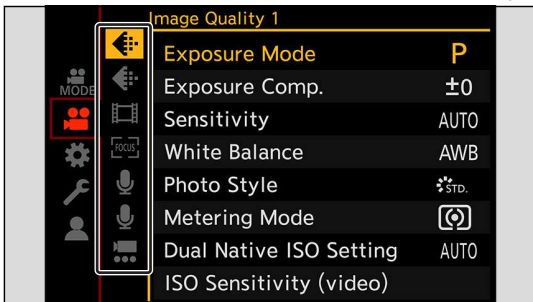 Image Quality 1
Exposure Mode P
Exposure Comp. ±0
Sensitivity AUTO
White Balance AWB
Photo Style STD.
Metering Mode
Dual Native ISO Setting AUTO
ISO Sensitivity (video)
MODE
FOCUS